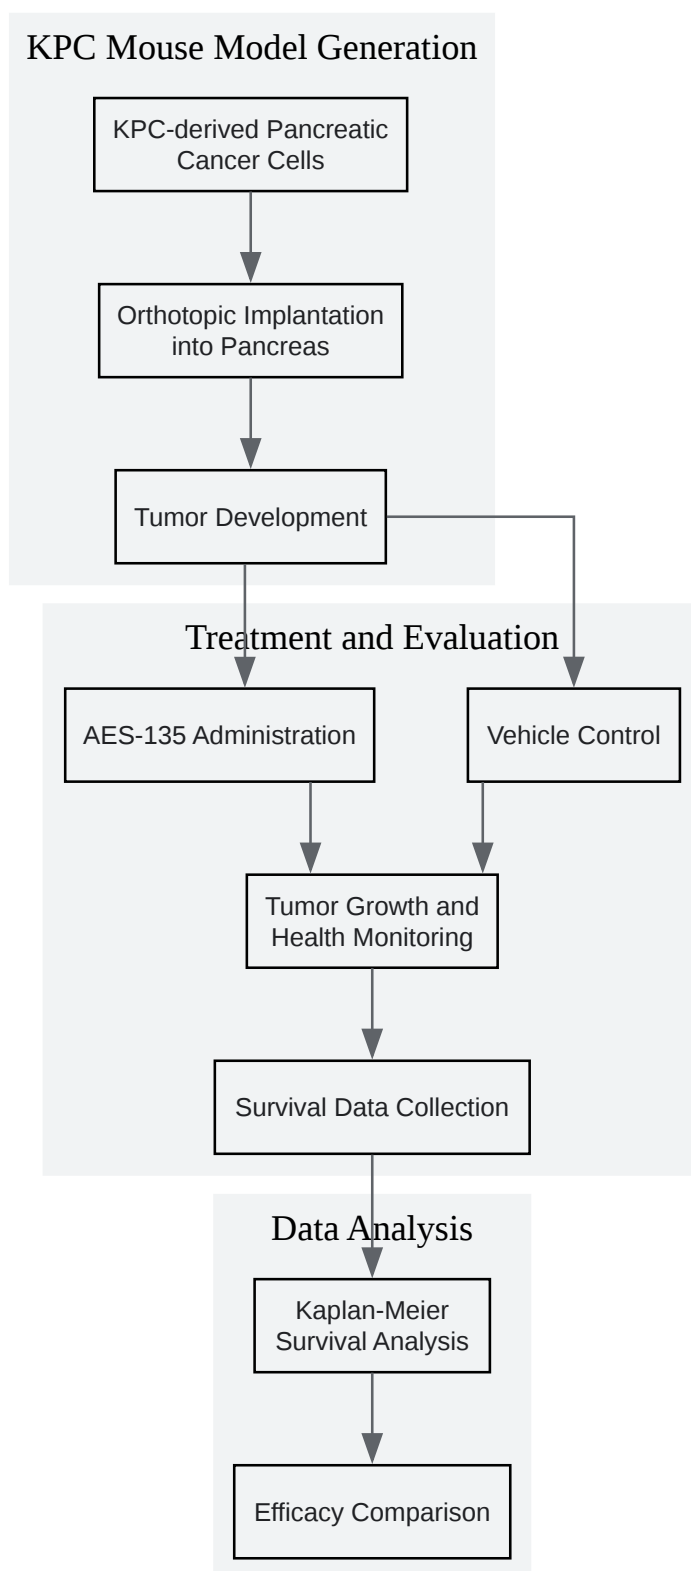 KPC Mouse Model Generation
KPC-derived Pancreatic
Cancer Cells
Orthotopic Implantation
into Pancreas
Tumor Development
Treatment and Evaluation
AES-135 Administration
Vehicle Control
Tumor Growth and
Health Monitoring
Survival Data Collection
Data Analysis
Kaplan-Meier
Survival Analysis
Efficacy Comparison